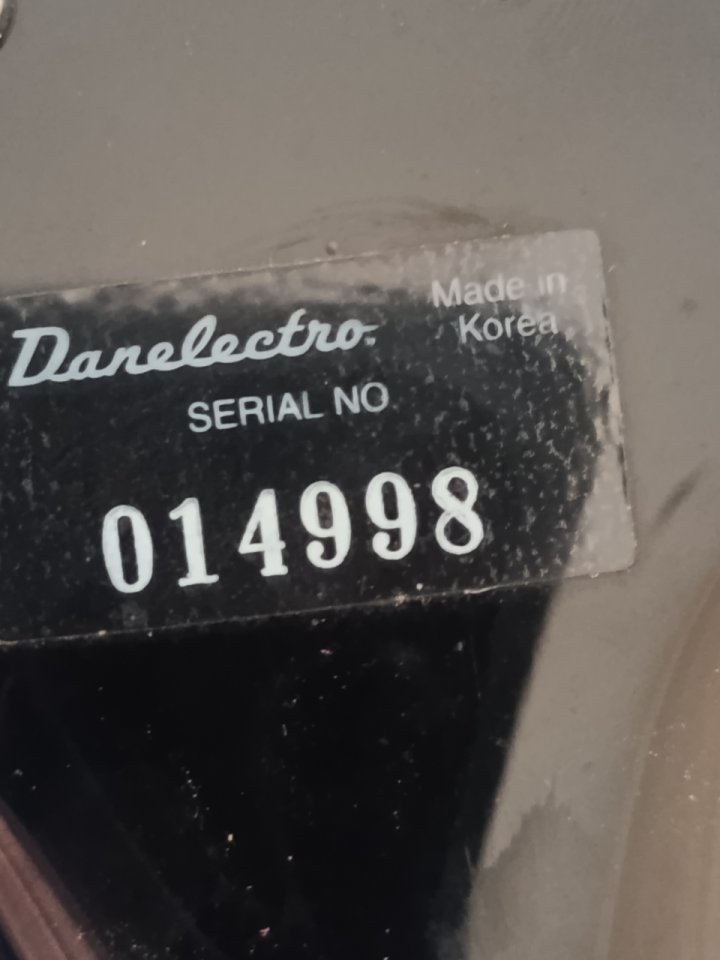 Made in
Korea
Danelectro
SERIAL NO
014998